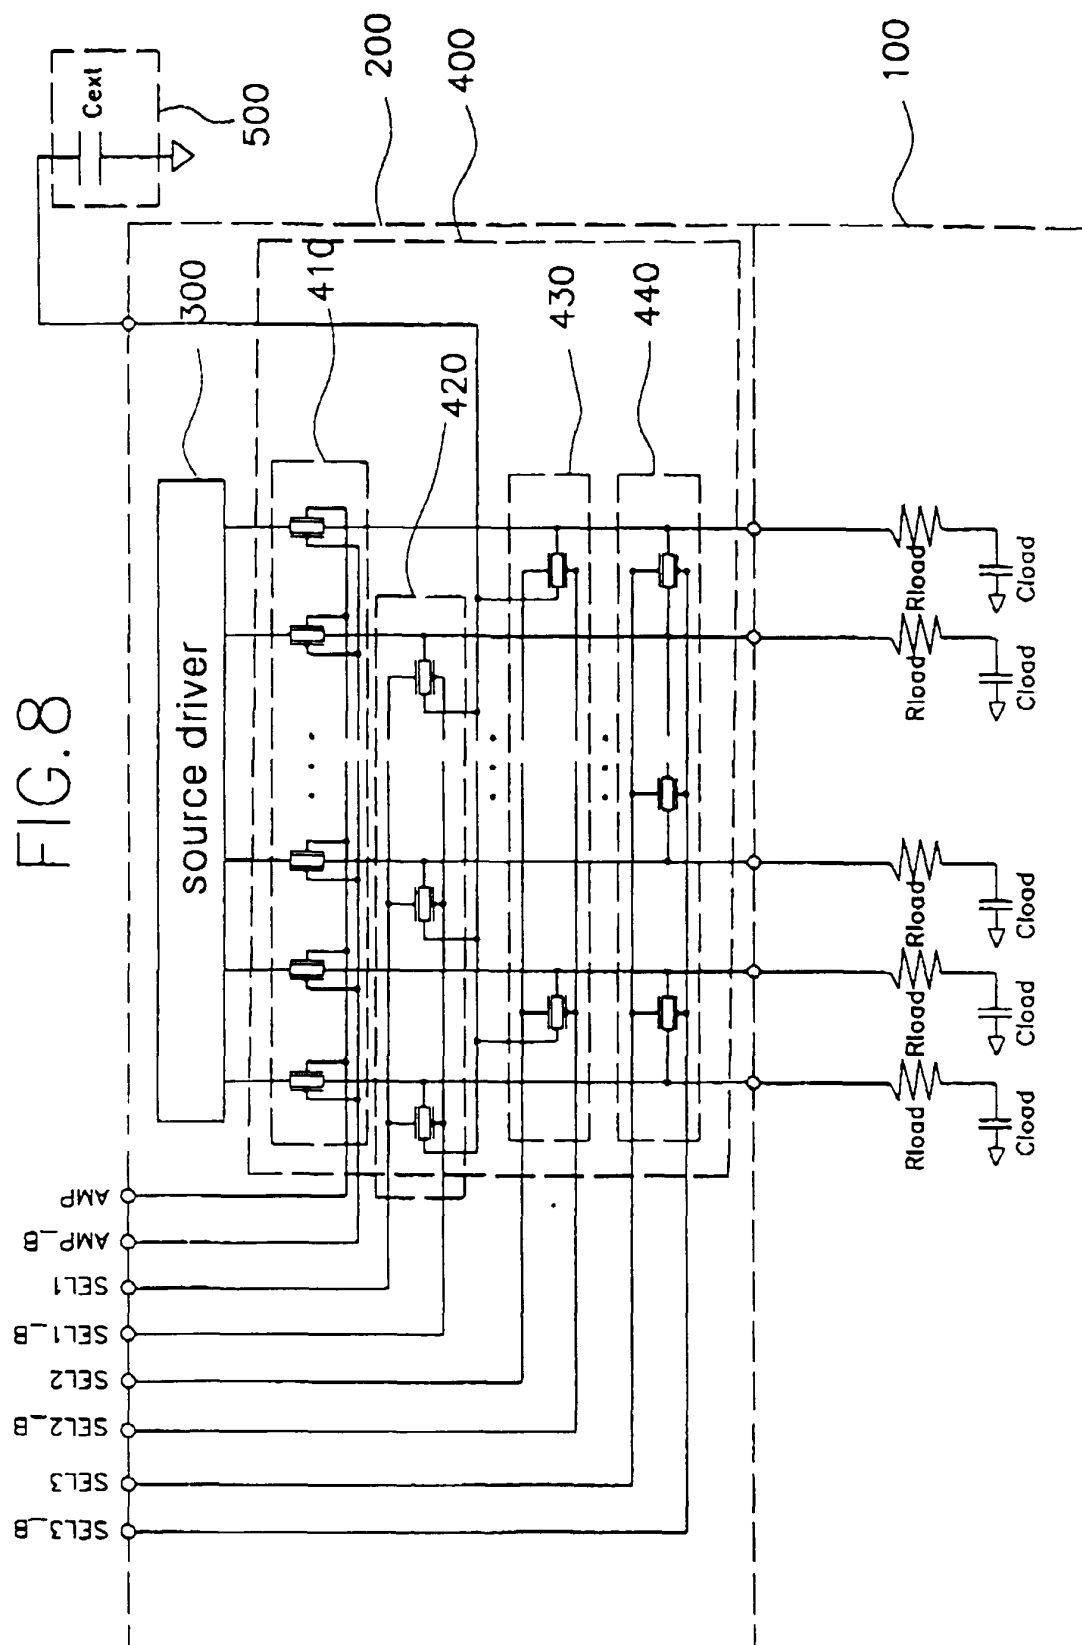 FIG.8
500
Cext
200
400
300
410
420
430
440
100
source driver
AMP
AMP_B
SEL1
SEL1_B
SEL2
SEL2_B
SEL3
SEL3_B
Rload
Cload
Rload
Cload
Rload
Cload
Rload
Cload
Rload
Cload